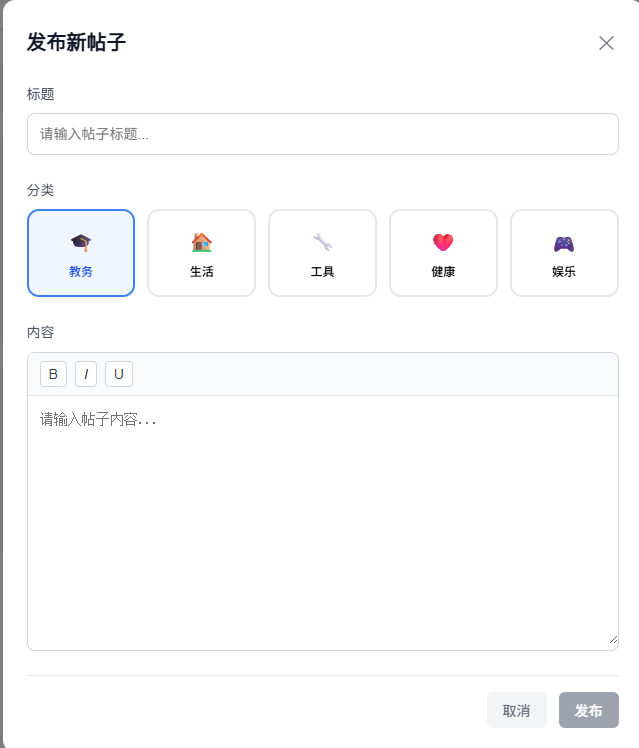 发布新帖子
标题
请输入帖子标题...
分类
教务 生活 工具 健康 娱乐
内容
B I U
请输入帖子内容...
取消 发布